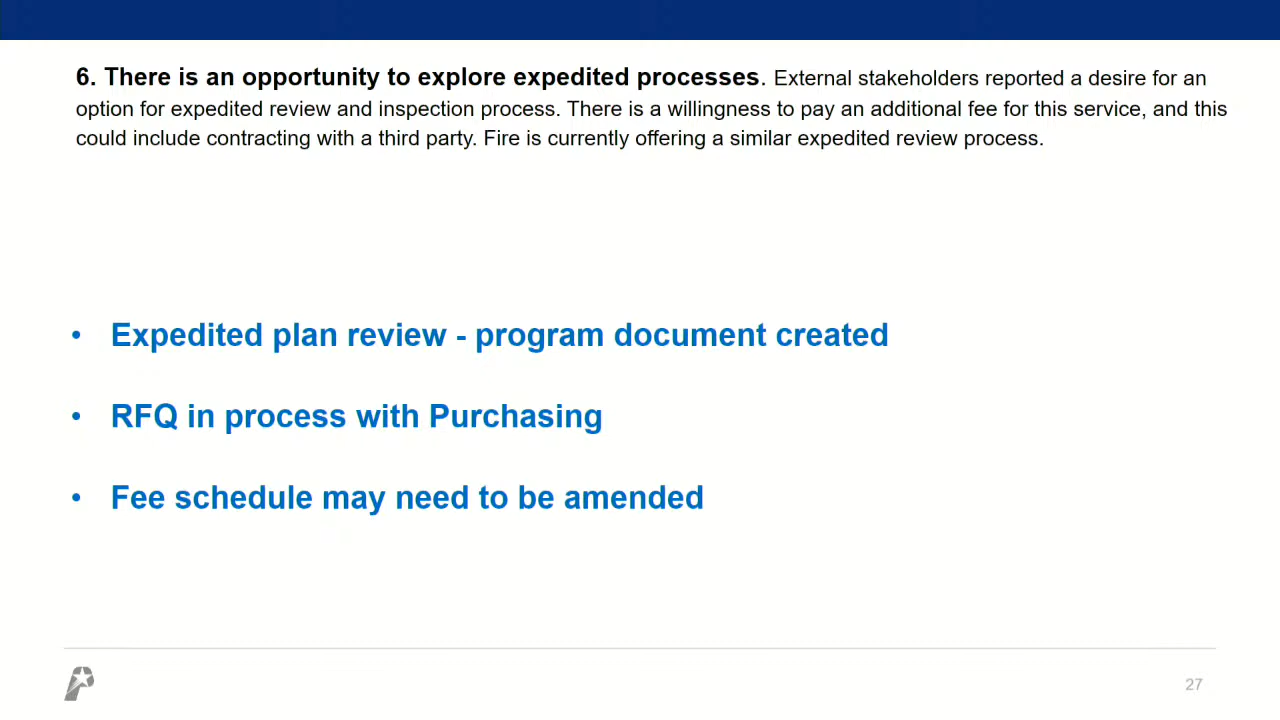 6. There is an opportunity to explore expedited processes. External stakeholders reported a desire for an
option for expedited review and inspection process. There is a willingness to pay an additional fee for this service, and this
could include contracting with a third party. Fire is currently offering a similar expedited review process.
• Expedited plan review - program document created
• RFQ in process with Purchasing
• Fee schedule may need to be amended
27